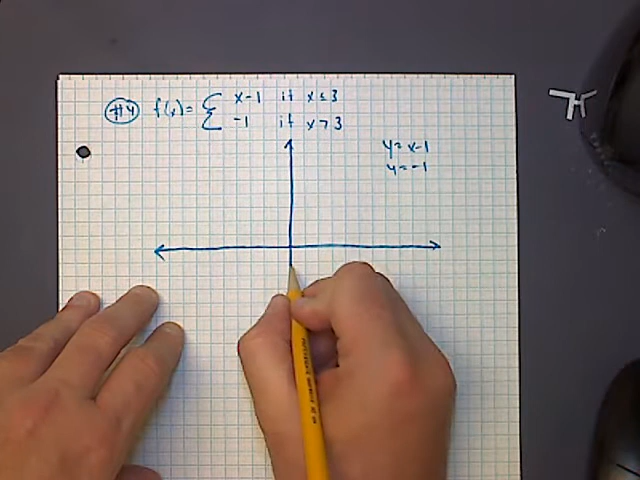 #4 f(x)= { x-1 if x≤3
-1 if x>3
y=x-1
y=-1